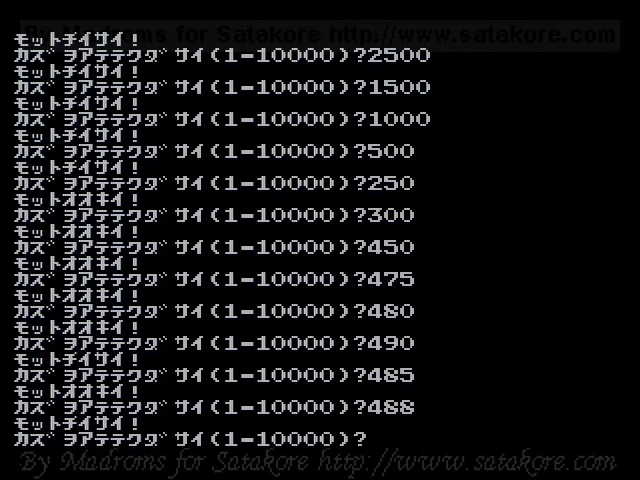 By Madroms for Satakore http://www.satakore.com
モットチイサイ!
カズヲアテテクダサイ(1-10000)?2500
モットチイサイ!
カズヲアテテクダサイ(1-10000)?1500
モットチイサイ!
カズヲアテテクダサイ(1-10000)?1000
モットチイサイ!
カズヲアテテクダサイ(1-10000)?500
モットチイサイ!
カズヲアテテクダサイ(1-10000)?250
モットオオキイ!
カズヲアテテクダサイ(1-10000)?300
モットオオキイ!
カズヲアテテクダサイ(1-10000)?450
モットオオキイ!
カズヲアテテクダサイ(1-10000)?475
モットオオキイ!
カズヲアテテクダサイ(1-10000)?480
モットオオキイ!
カズヲアテテクダサイ(1-10000)?490
モットチイサイ!
カズヲアテテクダサイ(1-10000)?485
モットオオキイ!
カズヲアテテクダサイ(1-10000)?488
モットチイサイ!
カズヲアテテクダサイ(1-10000)?
By Madroms for Satakore http://www.satakore.com